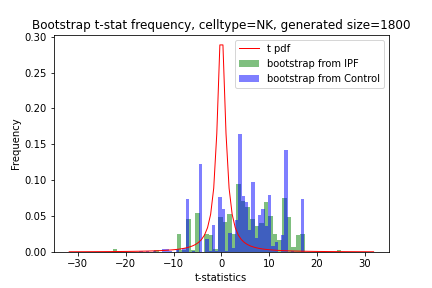 Bootstrap t-stat frequency, celltype=NK, generated size=1800
0.30
0.25
0.20
0.15
0.10
0.05
0.00
Frequency
t pdf
bootstrap from IPF
bootstrap from Control
−30 −20 −10 0 10 20 30
t-statistics